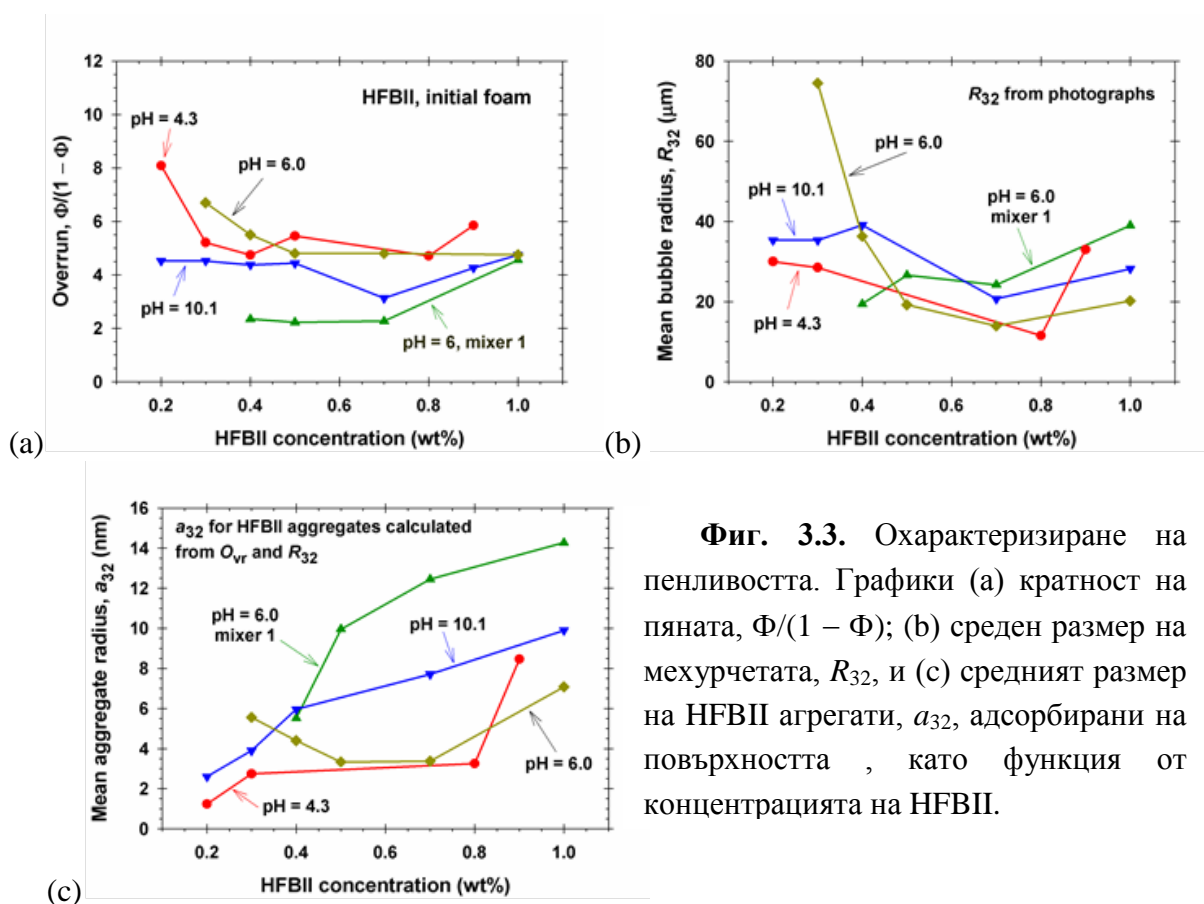 12
10
8
6
4
2
0
Overrun, Φ/(1 – Φ)
HFBII, initial foam
pH = 4.3
pH = 6.0
pH = 10.1
pH = 6, mixer 1
0.2 0.4 0.6 0.8 1.0
HFBII concentration (wt%)
(a)
80
60
40
20
0
Mean bubble radius, R32 (μm)
R32 from photographs
pH = 6.0
pH = 10.1
pH = 6.0
mixer 1
pH = 4.3
0.2 0.4 0.6 0.8 1.0
HFBII concentration (wt%)
(b)
16
14
12
10
8
6
4
2
0
Mean aggregate radius, a32 (nm)
a32 for HFBII aggregates calculated
from Ovr and R32
pH = 6.0
mixer 1
pH = 10.1
pH = 6.0
pH = 4.3
0.2 0.4 0.6 0.8 1.0
HFBII concentration (wt%)
(c)
Фиг. 3.3. Охарактеризиране на
пенливостта. Графики (a) кратност на
пяната, Φ/(1 – Φ); (b) среден размер на
мехурчетата, R32, и (c) средният размер
на HFBII агрегати, a32, адсорбирани на
повърхността , като функция от
концентрацията на HFBII.